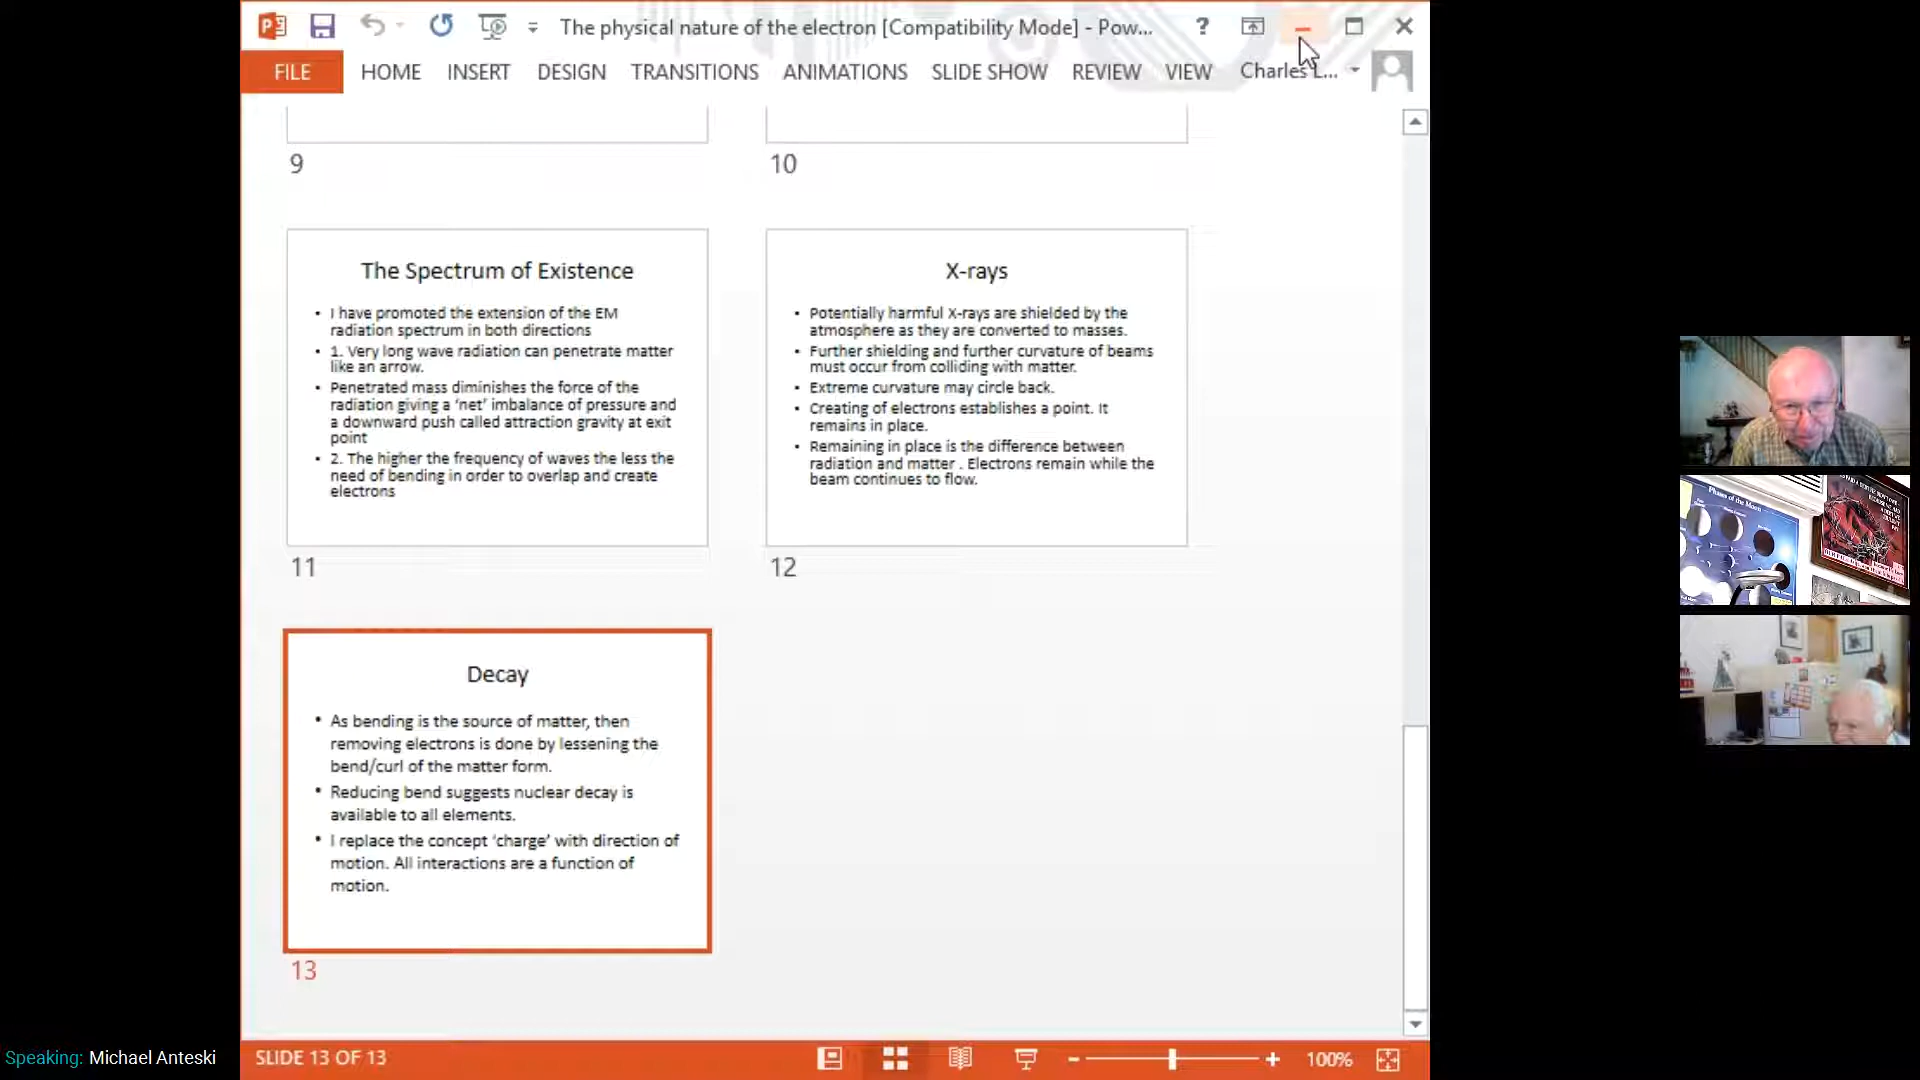 The physical nature of the electron [Compatibility Mode] - Pow...
?
FILE HOME INSERT DESIGN TRANSITIONS ANIMATIONS SLIDE SHOW REVIEW VIEW Charles L...
9
10
The Spectrum of Existence
• I have promoted the extension of the EM
radiation spectrum in both directions
• 1. Very long wave radiation can penetrate matter
like an arrow.
• Penetrated mass diminishes the force of the
radiation giving a ‘net’ imbalance of pressure and
a downward push called attraction gravity at exit
point
• 2. The higher the frequency of waves the less the
need of bending in order to overlap and create
electrons
11
X-rays
• Potentially harmful X-rays are shielded by the
atmosphere as they are converted to masses.
• Further shielding and further curvature of beams
must occur from colliding with matter.
• Extreme curvature may circle back.
• Creating of electrons establishes a point. It
remains in place.
• Remaining in place is the difference between
radiation and matter . Electrons remain while the
beam continues to flow.
12
Decay
• As bending is the source of matter, then
removing electrons is done by lessening the
bend/curl of the matter form.
• Reducing bend suggests nuclear decay is
available to all elements.
• I replace the concept ‘charge’ with direction of
motion. All interactions are a function of
motion.
13
Phases of the Moon
Speaking: Michael Anteski
SLIDE 13 OF 13
100%